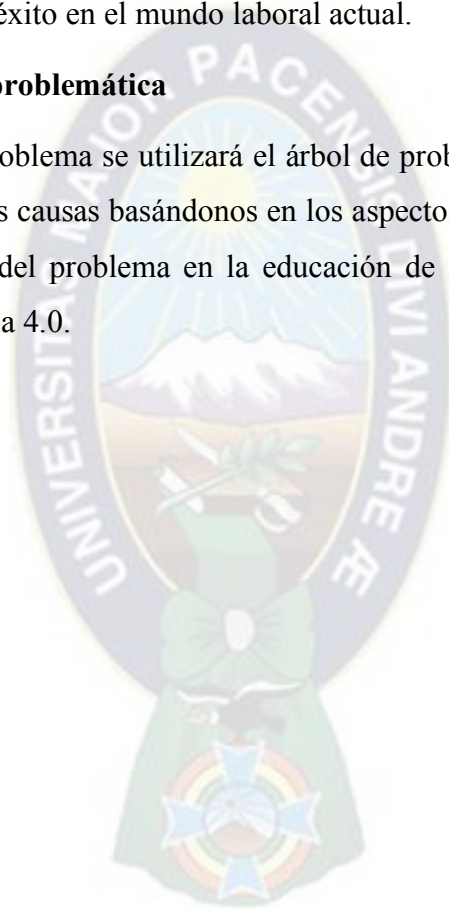 éxito en el mundo laboral actual.
problemática
oblema se utilizará el árbol de prob
s causas basándonos en los aspecto
del problema en la educación de
a 4.0.
UNIVERSITAS MAIOR PACENSIS DIVI ANDRE Æ